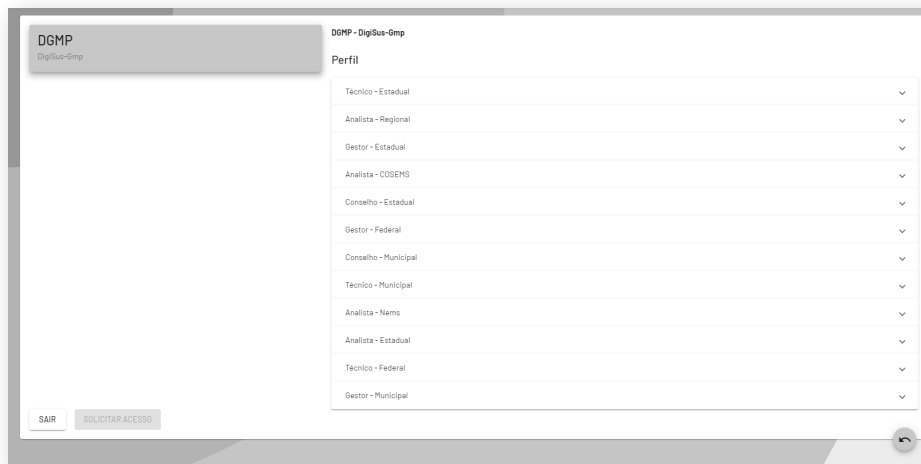 DGMP
DigiSus-Gmp
DGMP - DigiSus-Gmp
Perfil
Técnico - Estadual
Analista - Regional
Gestor - Estadual
Analista - COSEMS
Conselho - Estadual
Gestor - Federal
Conselho - Municipal
Técnico - Municipal
Analista - Nems
Analista - Estadual
Técnico - Federal
Gestor - Municipal
SAIR
SOLICITAR ACESSO